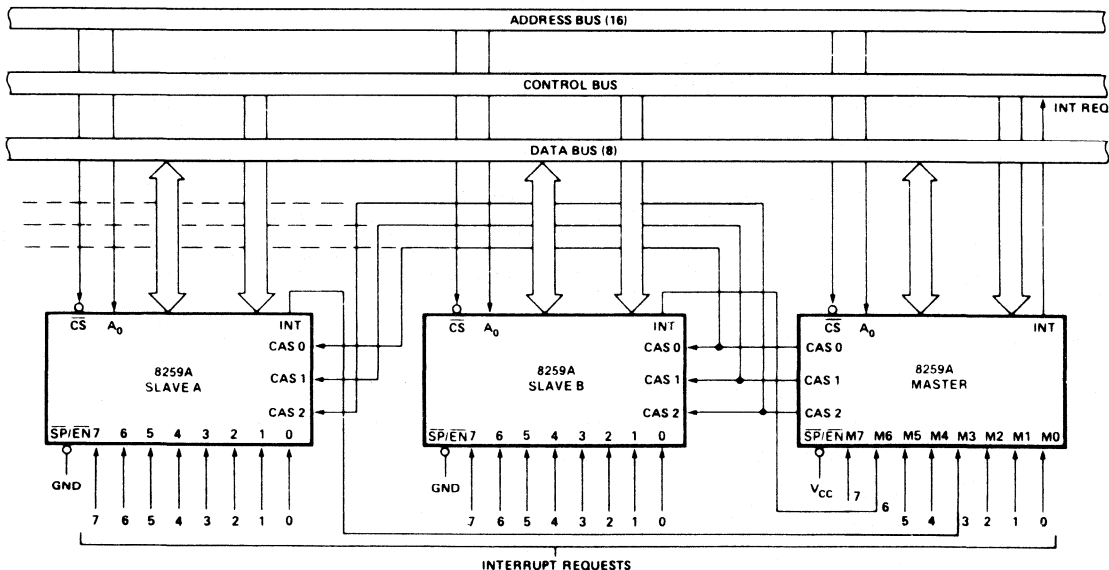 ADDRESS BUS (16)
CONTROL BUS
INT REQ
DATA BUS (8)
CS A0 INT
CAS 0
8259A
SLAVE A
CAS 1
CAS 2
SP/EN 7 6 5 4 3 2 1 0
GND
7 6 5 4 3 2 1 0
CS A0 INT
CAS 0
8259A
SLAVE B
CAS 1
CAS 2
SP/EN 7 6 5 4 3 2 1 0
GND
7 6 5 4 3 2 1 0
CS A0 INT
CAS 0
8259A
MASTER
CAS 1
CAS 2
SP/EN M7 M6 M5 M4 M3 M2 M1 M0
VCC
7 6 5 4 3 2 1 0
INTERRUPT REQUESTS